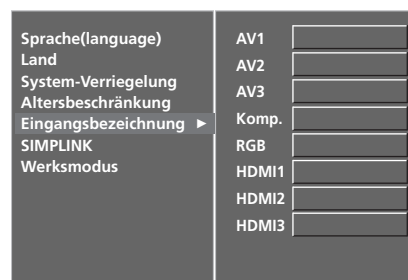 Sprache(language)
Land
System-Verriegelung
Altersbeschränkung
Eingangsbezeichnung ►
SIMPLINK
Werksmodus
AV1
AV2
AV3
Komp.
RGB
HDMI1
HDMI2
HDMI3